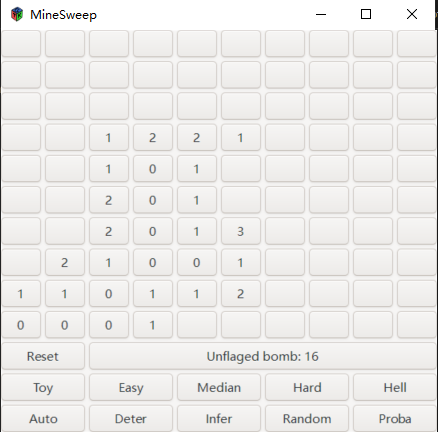 MineSweep
1 2 2 1
1 0 1
2 0 1
2 0 1 3
2 1 0 0 1
1 1 0 1 1 2
0 0 0 1
Reset Unflaged bomb: 16
Toy Easy Median Hard Hell
Auto Deter Infer Random Proba